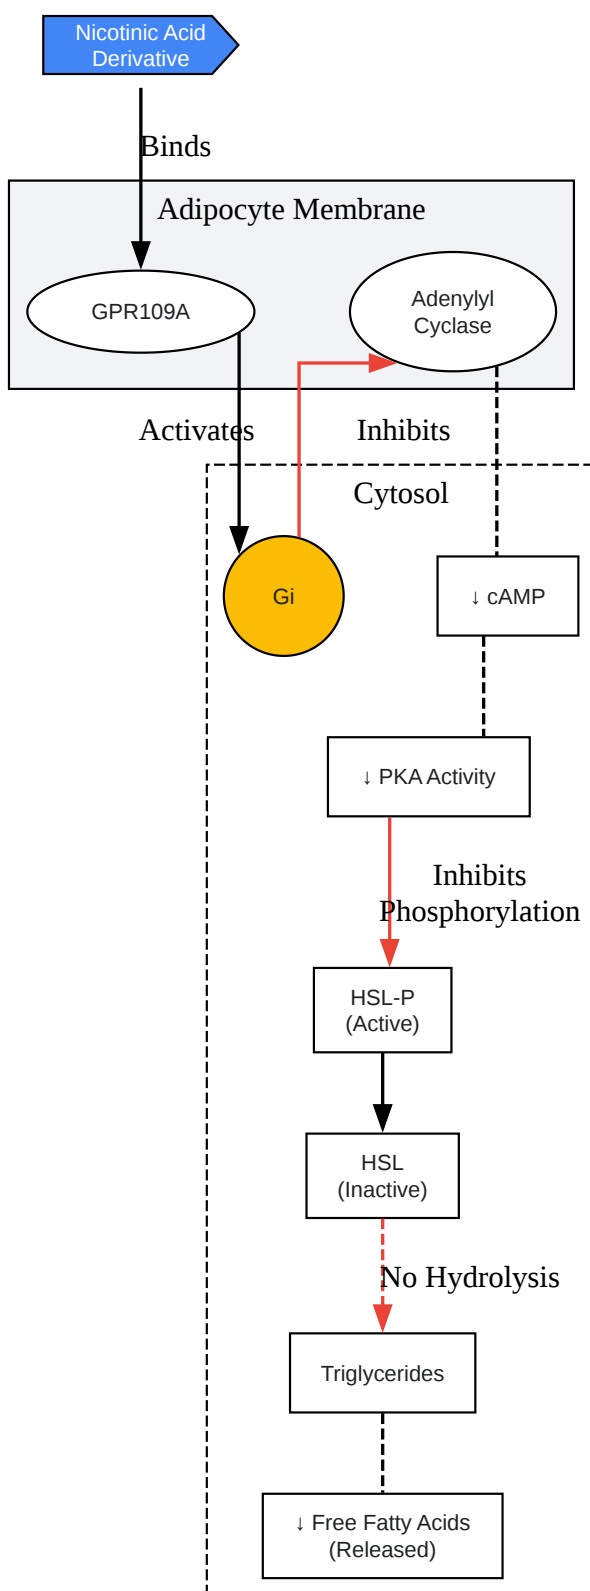 Nicotinic Acid
Derivative
Binds
Adipocyte Membrane
GPR109A
Adenylyl
Cyclase
Activates
Inhibits
Cytosol
Gi
↓ cAMP
↓ PKA Activity
Inhibits
Phosphorylation
HSL-P
(Active)
HSL
(Inactive)
No Hydrolysis
Triglycerides
↓ Free Fatty Acids
(Released)